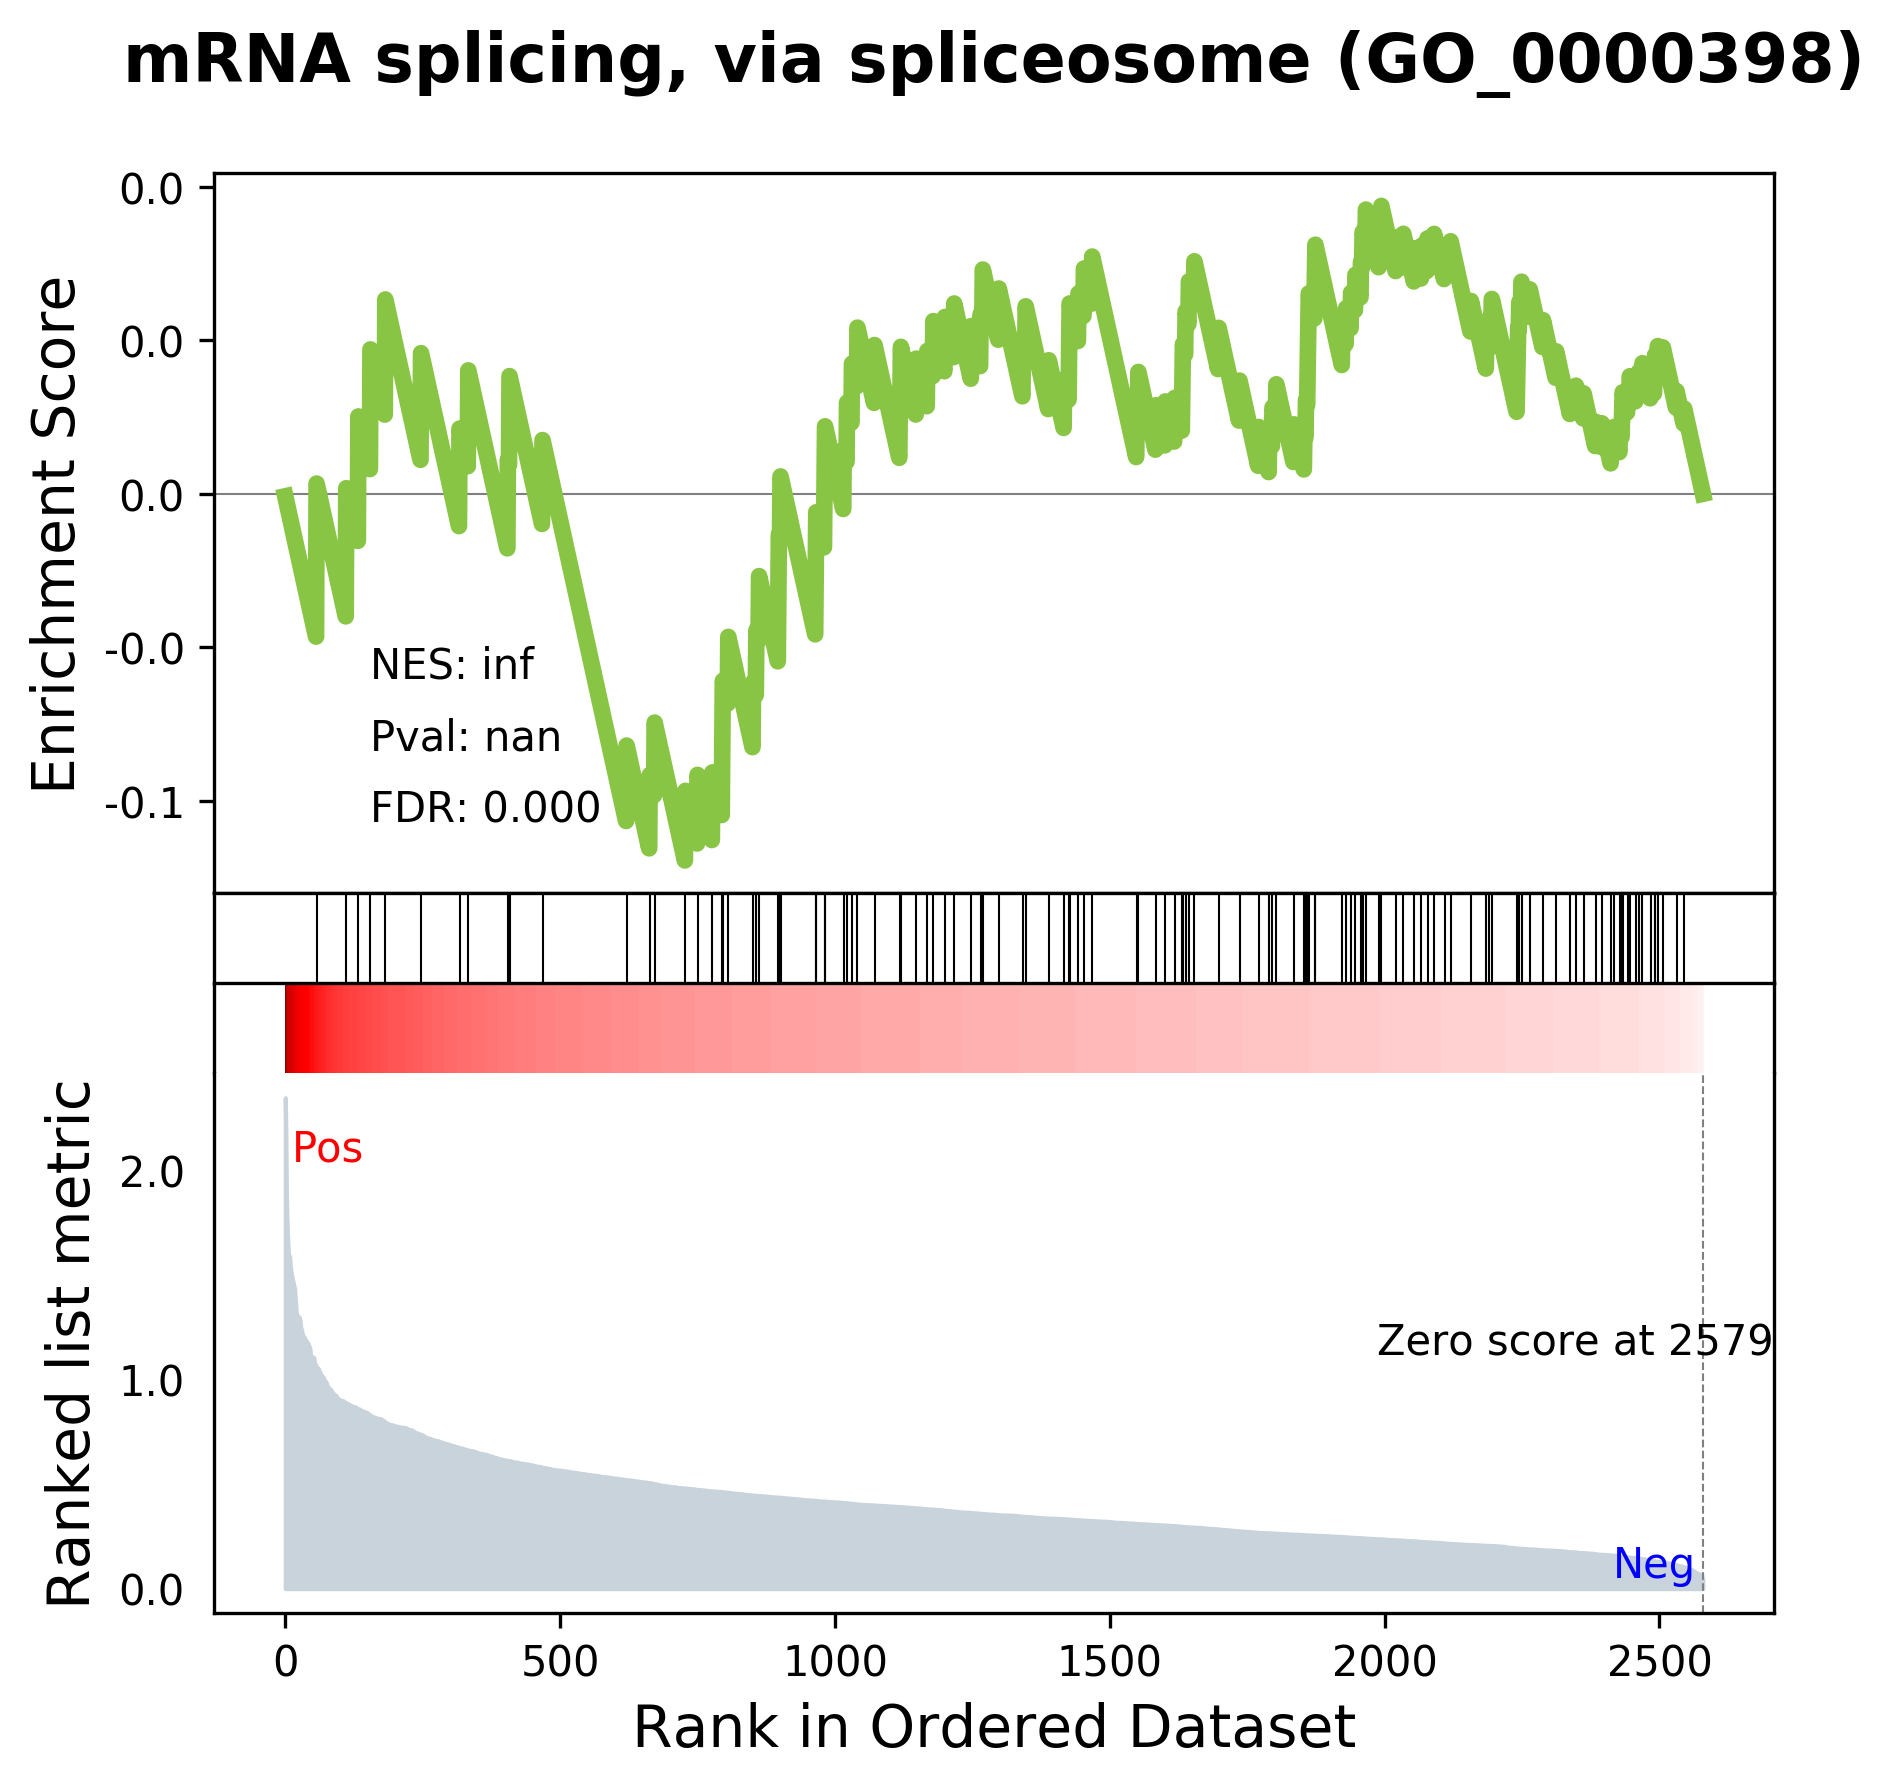 mRNA splicing, via spliceosome (GO_0000398)
Enrichment Score
0.0
0.0
0.0
-0.0
-0.1
NES: inf
Pval: nan
FDR: 0.000
Ranked list metric
2.0
1.0
0.0
Pos
Zero score at 2579
Neg
0 500 1000 1500 2000 2500
Rank in Ordered Dataset